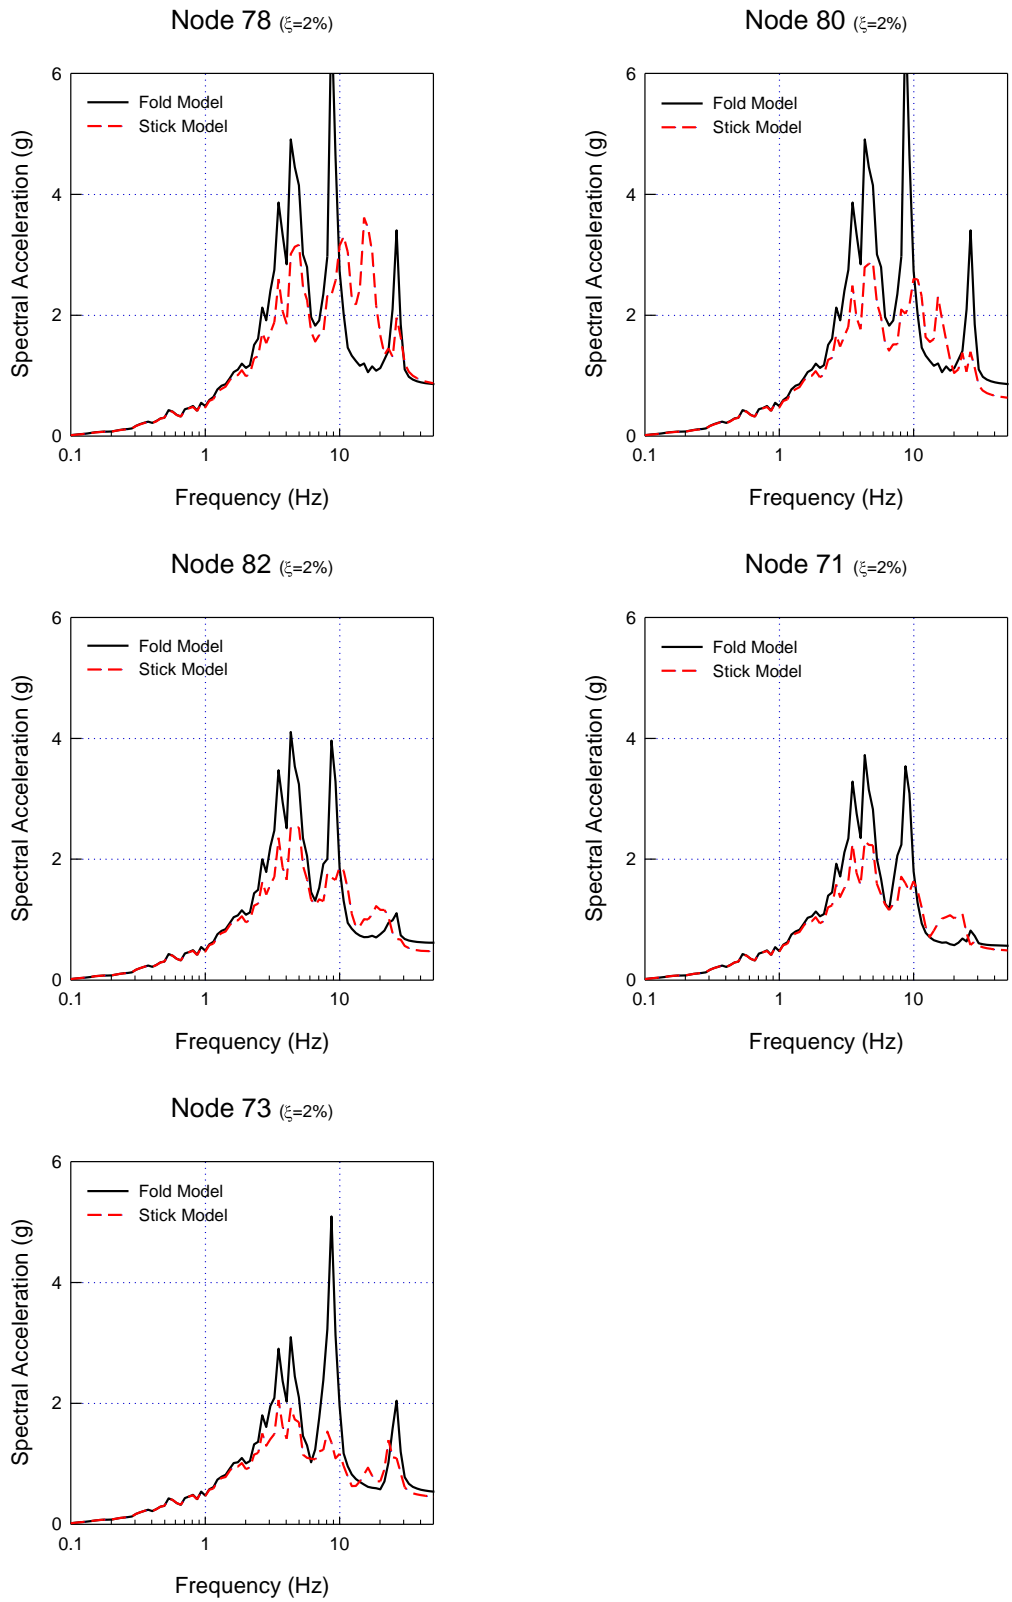 Node 78 (ξ=2%)
Spectral Acceleration (g)
6
4
2
0
Fold Model
Stick Model
0.1
1
10
Frequency (Hz)
Node 80 (ξ=2%)
Spectral Acceleration (g)
6
4
2
0
Fold Model
Stick Model
0.1
1
10
Frequency (Hz)
Node 82 (ξ=2%)
Spectral Acceleration (g)
6
4
2
0
Fold Model
Stick Model
0.1
1
10
Frequency (Hz)
Node 71 (ξ=2%)
Spectral Acceleration (g)
6
4
2
0
Fold Model
Stick Model
0.1
1
10
Frequency (Hz)
Node 73 (ξ=2%)
Spectral Acceleration (g)
6
4
2
0
Fold Model
Stick Model
0.1
1
10
Frequency (Hz)